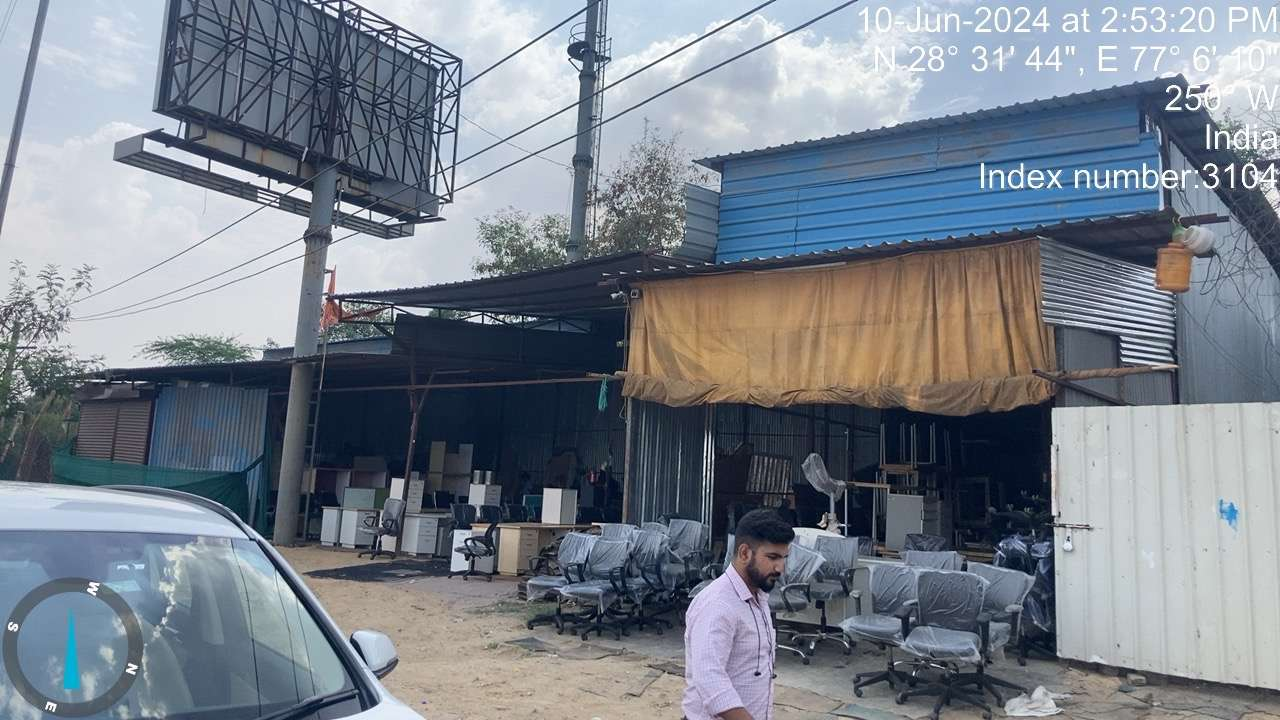 10-Jun-2024 at 2:53:20 PM
N 28° 31' 44", E 77° 6' 10"
250° W
India
Index number:3104
W
S
N
E